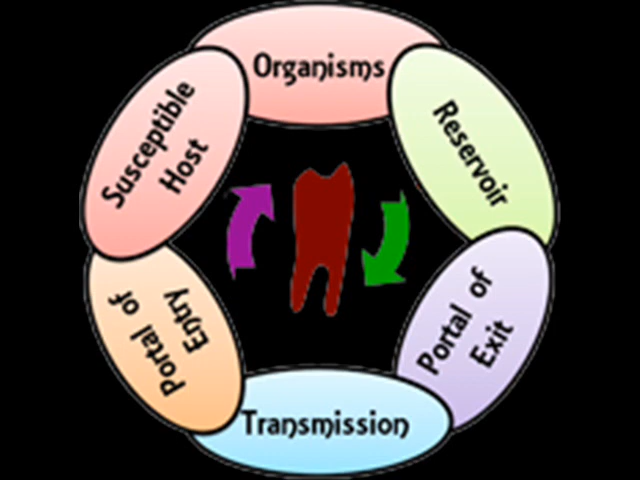 Organisms
Reservoir
Portal of
Exit
Transmission
Portal of
Entry
Susceptible
Host